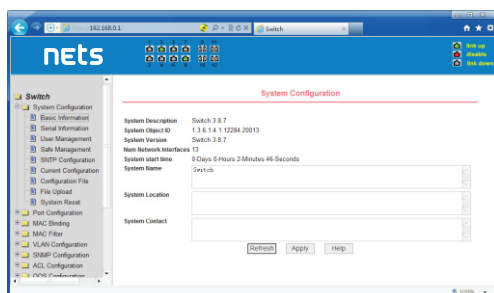 192.168.0.1
Switch
nets
link up
disable
link down
Switch
System Configuration
Basic Information
Serial Information
User Management
Safe Management
SNTP Configuration
Current Configuration
Configuration File
File Upload
System Reset
Port Configuration
MAC Binding
MAC Filter
VLAN Configuration
SNMP Configuration
ACL Configuration
QOS Configuration
System Configuration
System Description Switch 3.8.7
System Object ID 1.3.6.1.4.1.12284.20013
System Version Switch 3.8.7
Num Network Interfaces 13
System start time 0-Days 0-Hours 2-Minutes 46-Seconds
System Name Switch
System Location
System Contact
Refresh Apply Help
100%